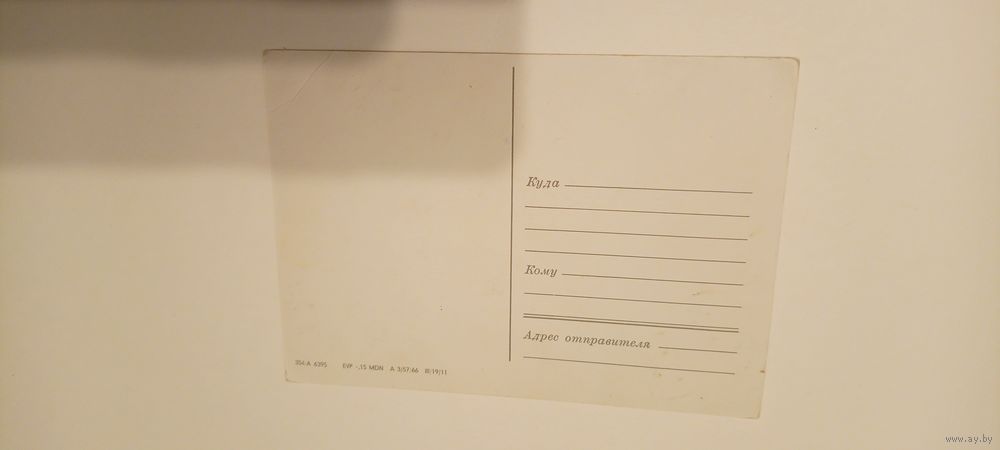 Куда
Кому
Адрес отправителя
354-A 6395 EVP -,15 MDN A 3/57/66 III/19/11
www.ay.by